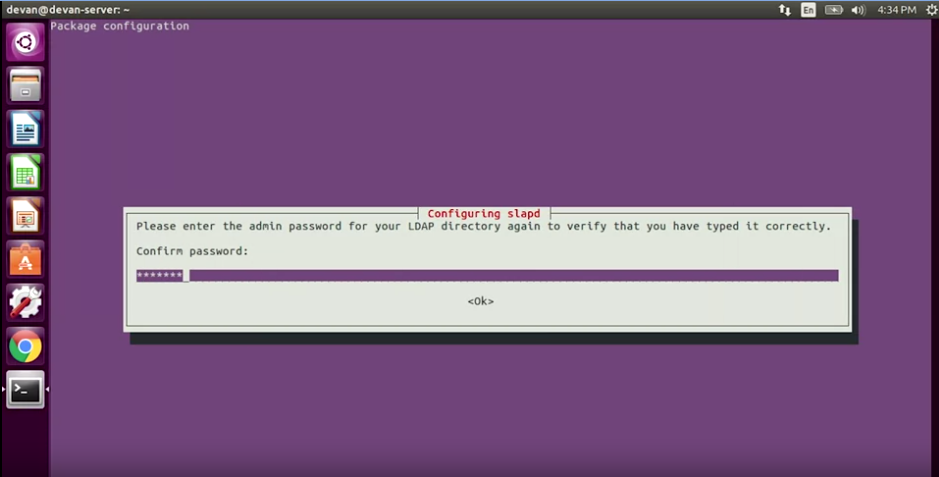 devan@devan-server: ~
En
4:34 PM
Package configuration
Configuring slapd
Please enter the admin password for your LDAP directory again to verify that you have typed it correctly.
Confirm password:
*******
<Ok>